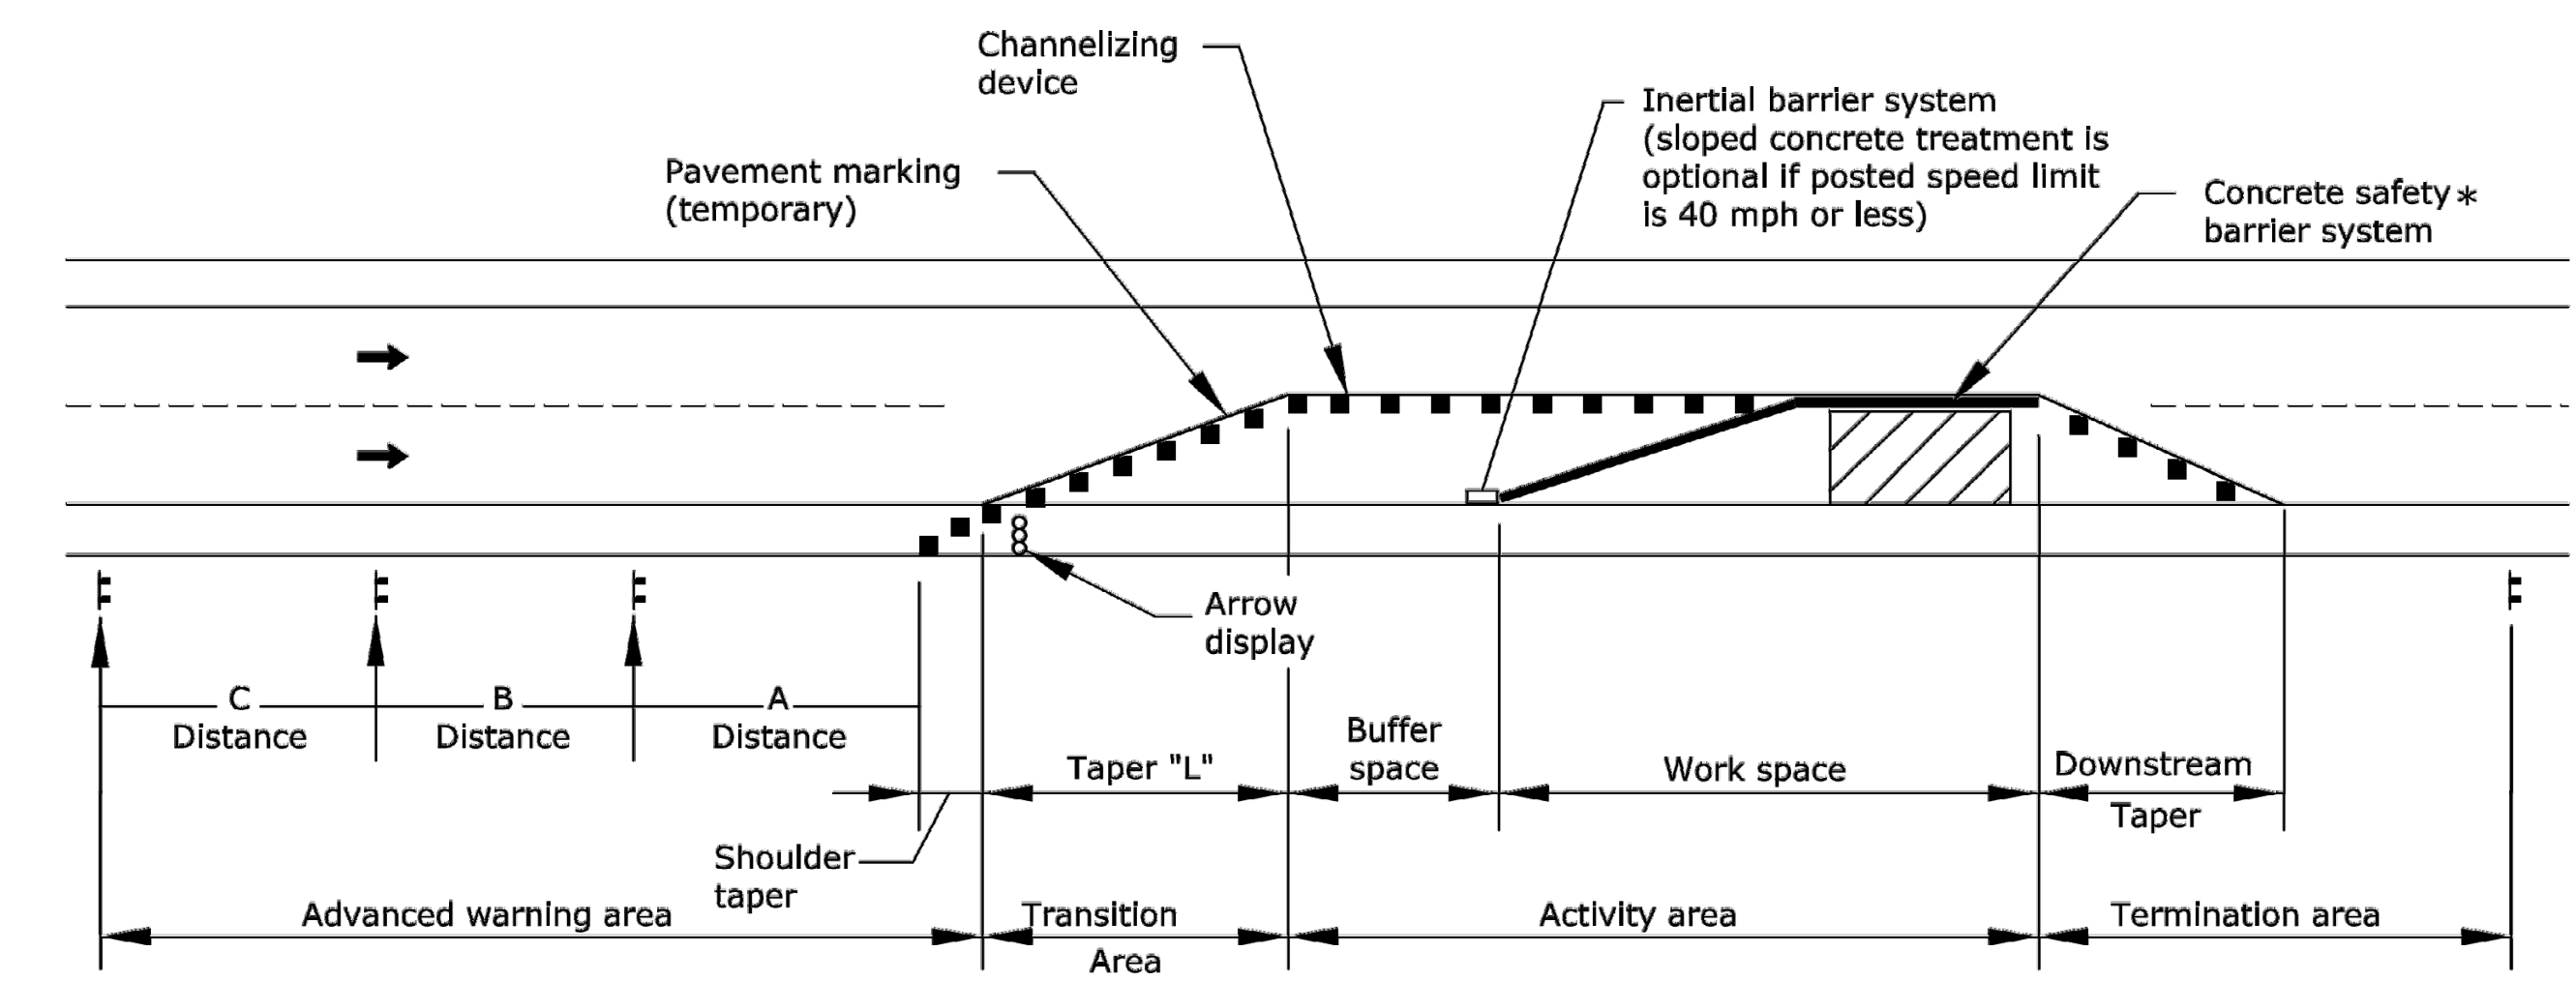 Channelizing
device
Inertial barrier system
(sloped concrete treatment is
optional if posted speed limit
is 40 mph or less)
Pavement marking
(temporary)
Concrete safety*
barrier system
Arrow
display
C
Distance
B
Distance
A
Distance
Shoulder
taper
Taper "L"
Buffer
space
Work space
Downstream
Taper
Advanced warning area
Transition
Area
Activity area
Termination area